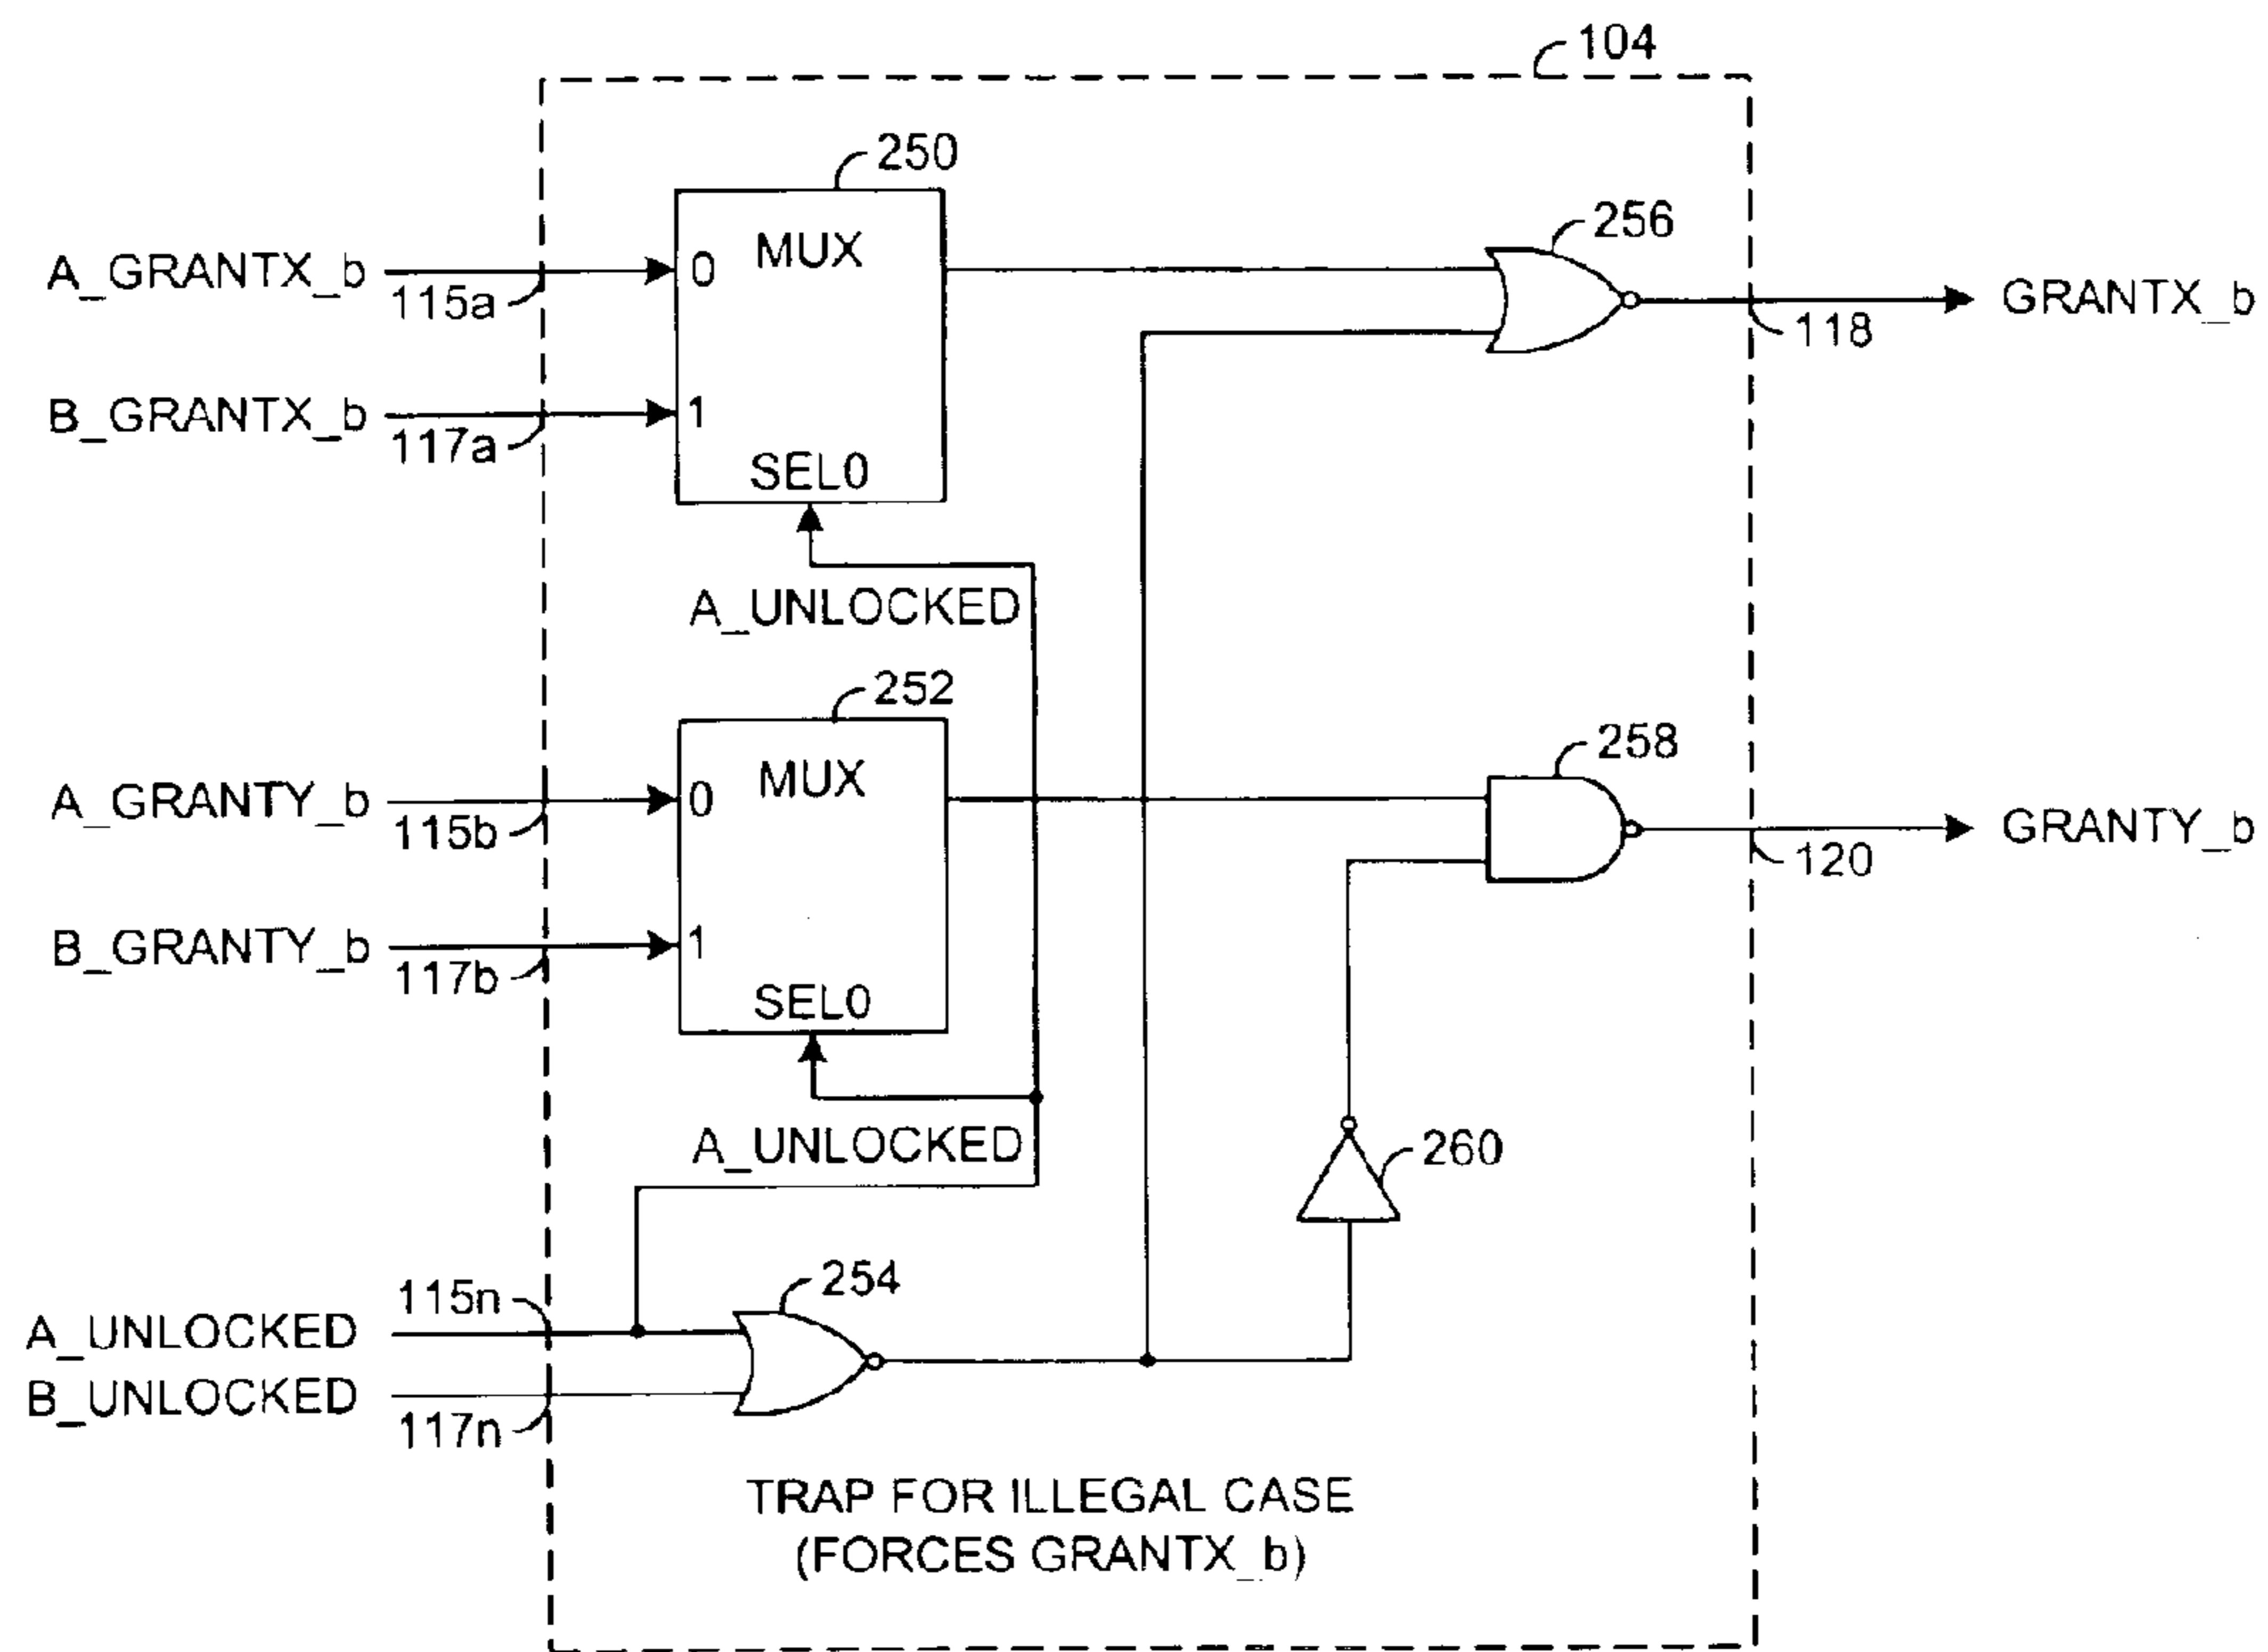 104
250
MUX
256
A_GRANTX_b
0
115a
GRANTX_b
118
B_GRANTX_b
1
117a
SEL0
A_UNLOCKED
252
MUX
258
A_GRANTY_b
0
115b
GRANTY_b
120
B_GRANTY_b
1
117b
SEL0
A_UNLOCKED
260
254
115n
A_UNLOCKED
B_UNLOCKED
117n
TRAP FOR ILLEGAL CASE
(FORCES GRANTX_b)